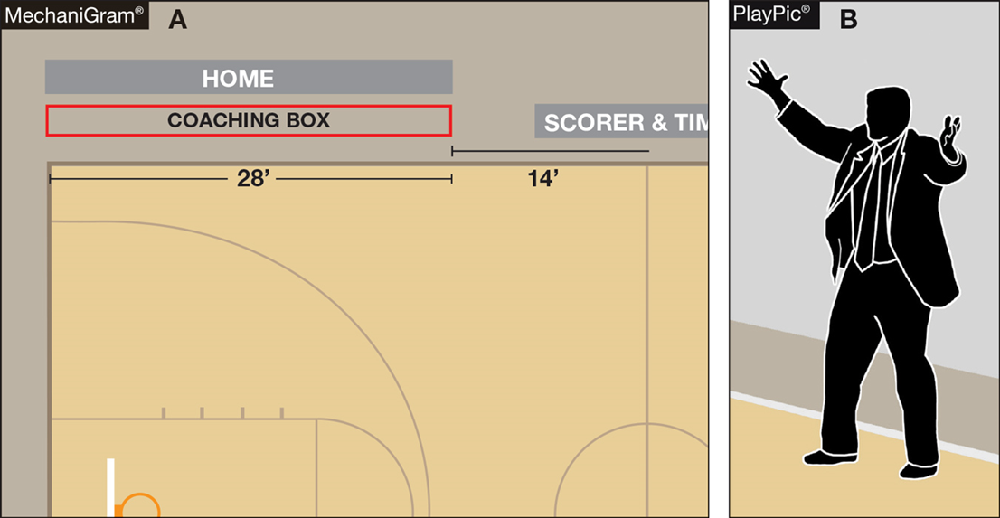 MechaniGram®
A
HOME
COACHING BOX
SCORER & TIM
28’
14’
PlayPic®
B